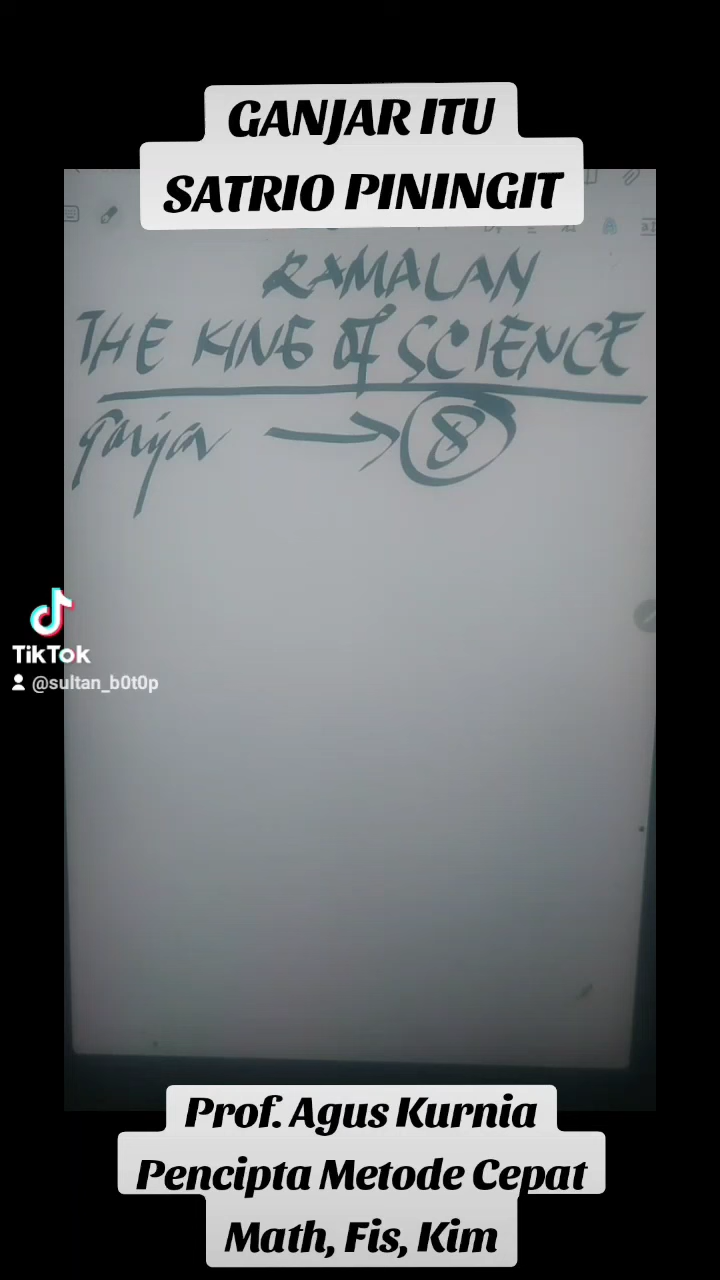 GANJAR ITU
SATRIO PININGIT
RAMALAN
THE KING OF SCIENCE
Ganjar → 8
TikTok
@sultan_b0t0p
Prof. Agus Kurnia
Pencipta Metode Cepat
Math, Fis, Kim